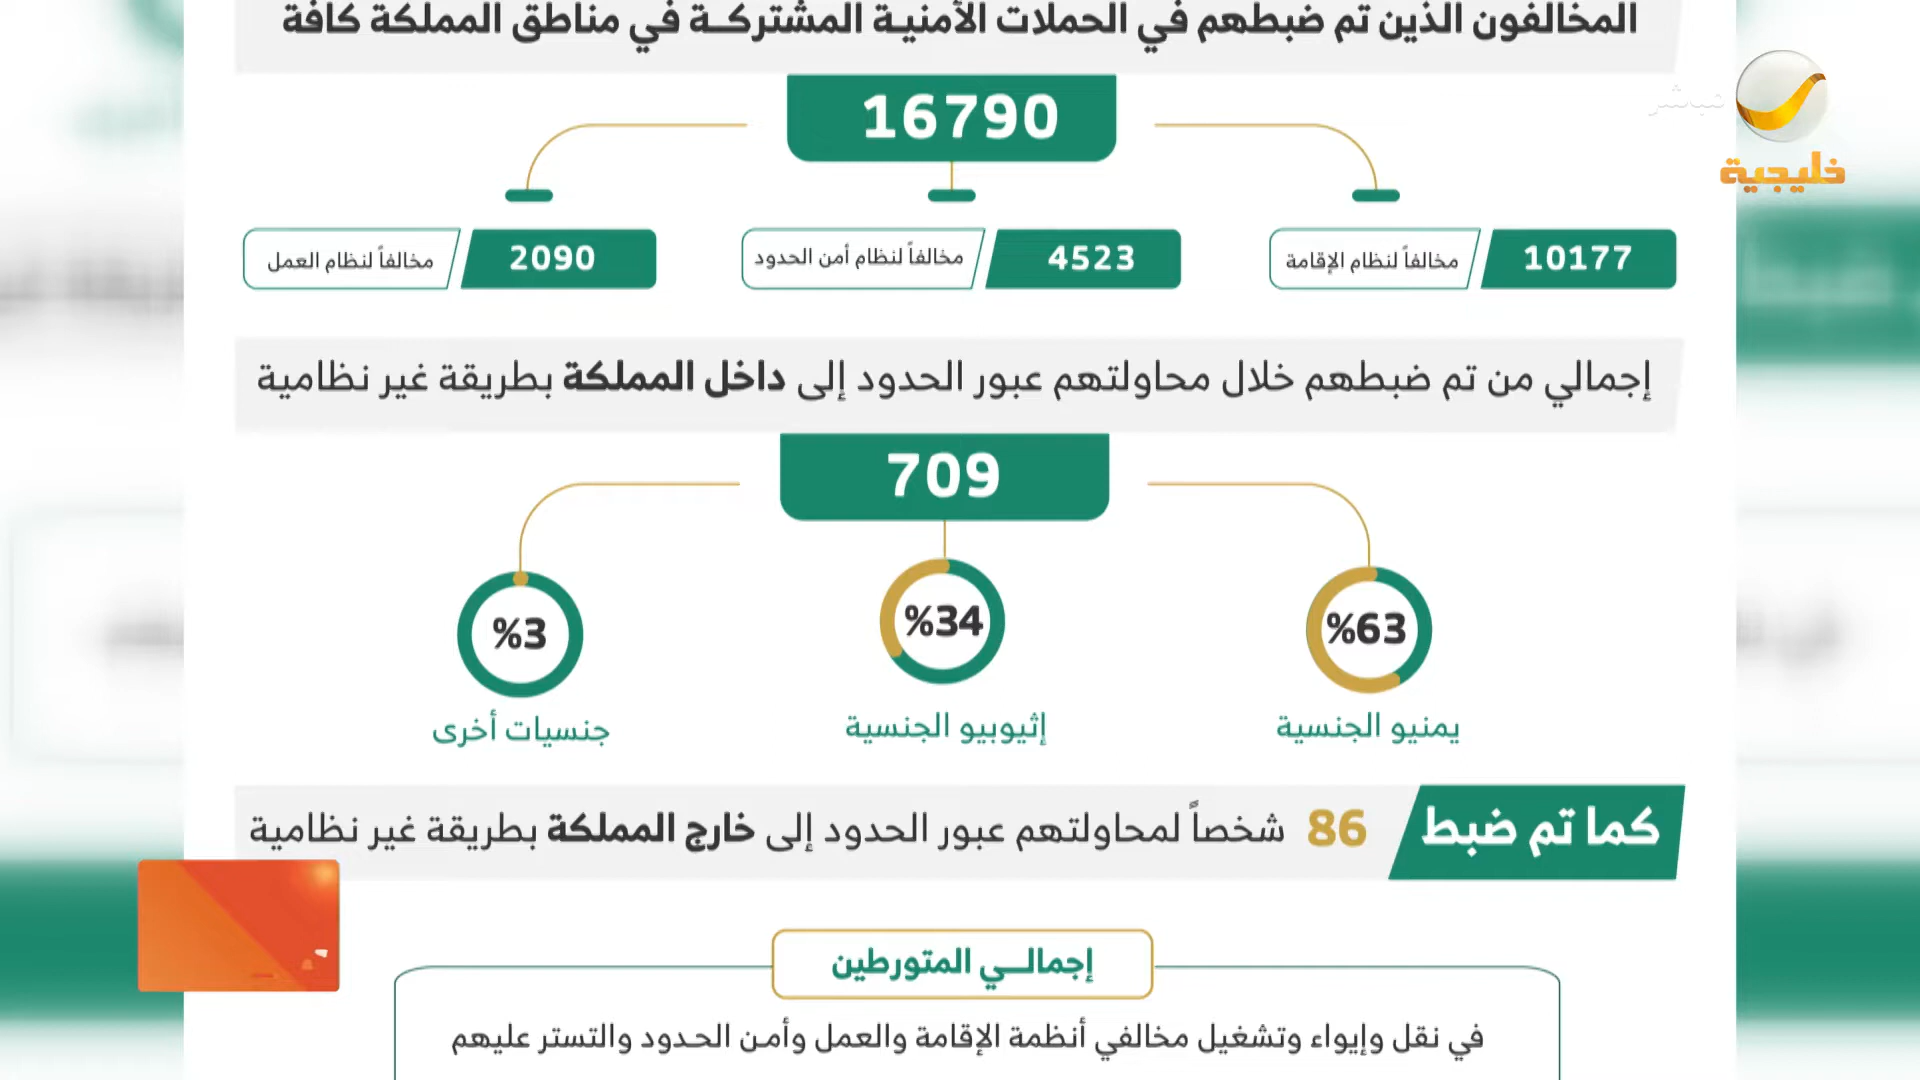 المخالفون الذين تم ضبطهم في الحملات الأمنية المشتركة في مناطق المملكة كافة
16790
مباشر
خليجية
10177 مخالفاً لنظام الإقامة
4523 مخالفاً لنظام أمن الحدود
2090 مخالفاً لنظام العمل
إجمالي من تم ضبطهم خلال محاولتهم عبور الحدود إلى داخل المملكة بطريقة غير نظامية
709
%63
يمنيو الجنسية
%34
إثيوبيو الجنسية
%3
جنسيات أخرى
كما تم ضبط 86 شخصاً لمحاولتهم عبور الحدود إلى خارج المملكة بطريقة غير نظامية
إجمالـــي المتورطين
في نقل وإيواء وتشغيل مخالفي أنظمة الإقامة والعمل وأمن الحدود والتستر عليهم